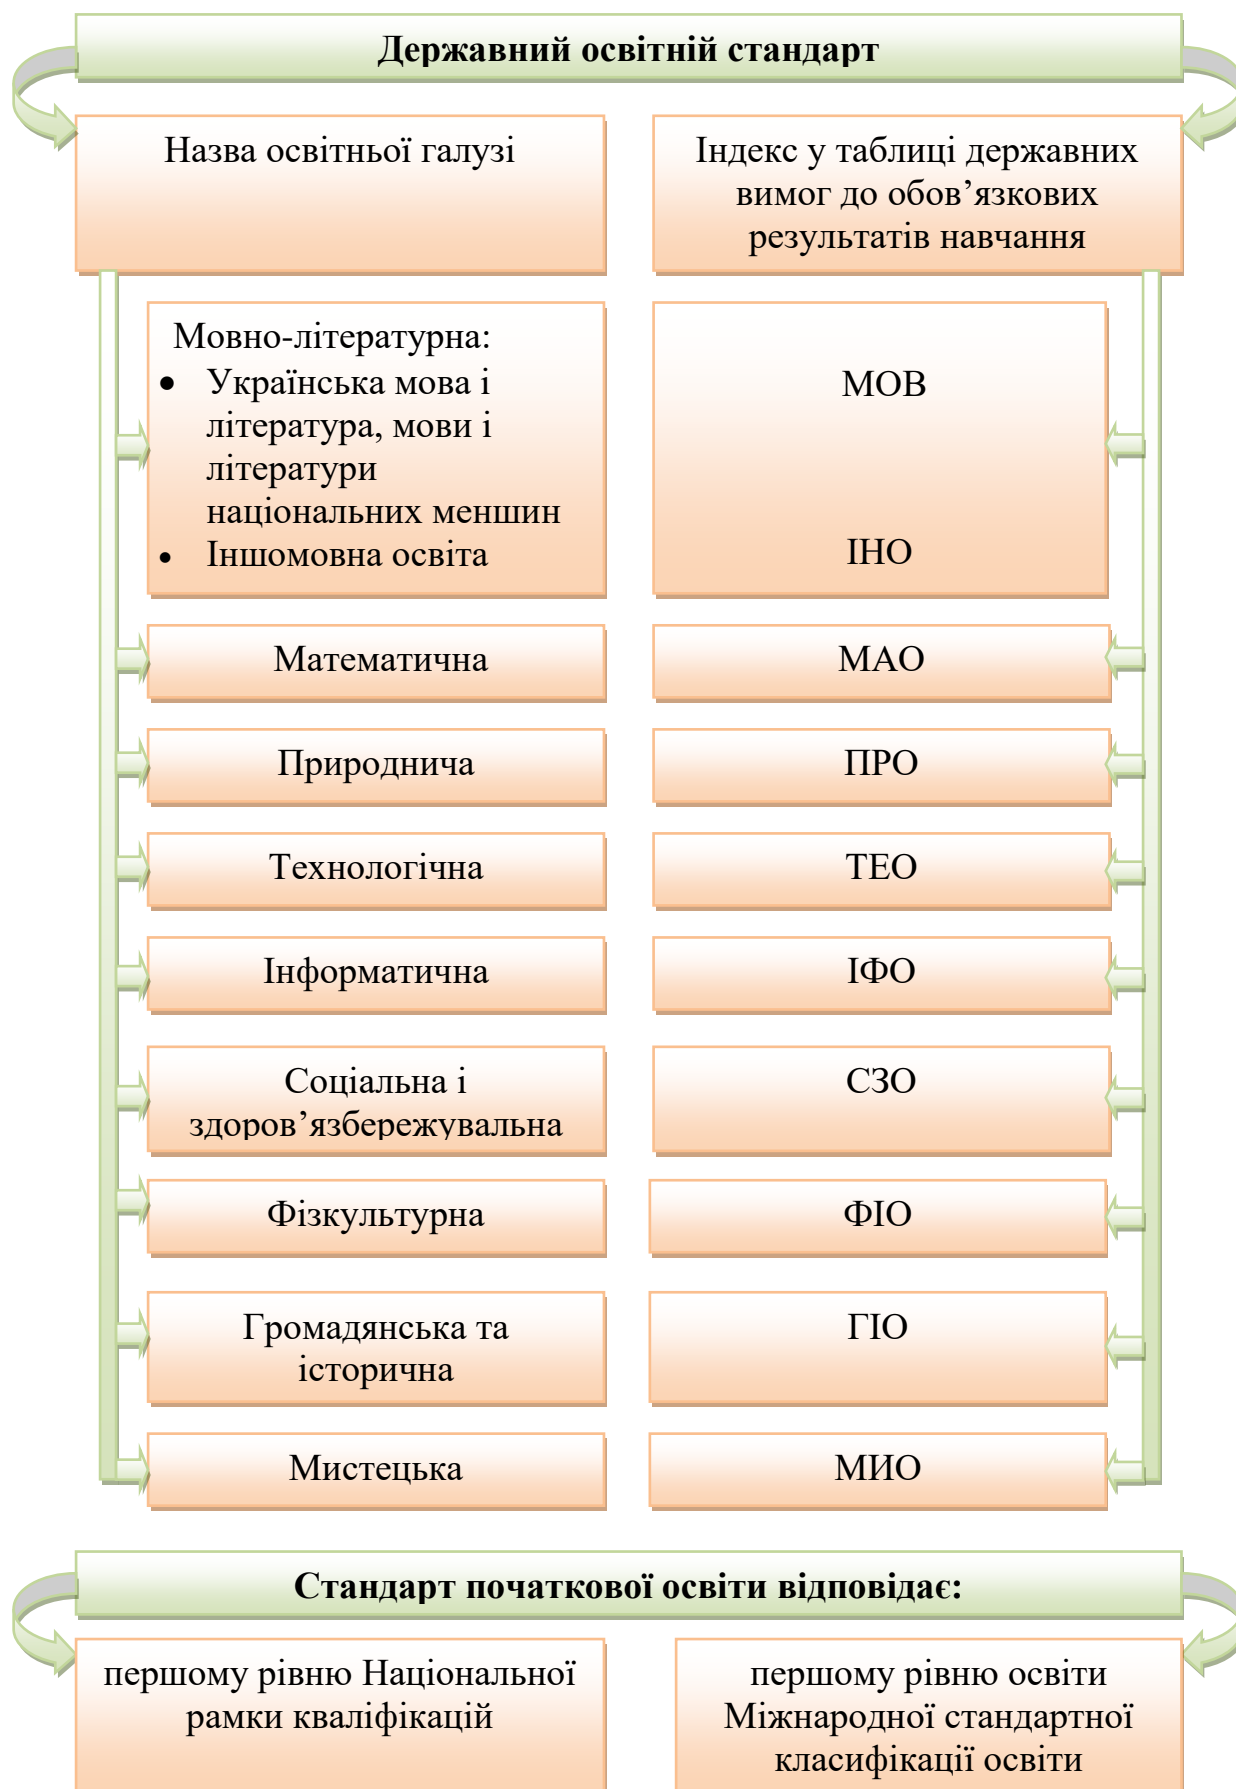 Державний освітній стандарт
Назва освітньої галузі
Індекс у таблиці державних
вимог до обов’язкових
результатів навчання
Мовно-літературна:
• Українська мова і
література, мови і
літератури
національних меншин
• Іншомовна освіта
МОВ
ІНО
Математична
МАО
Природнича
ПРО
Технологічна
ТЕО
Інформатична
ІФО
Соціальна і
здоров’язбережувальна
СЗО
Фізкультурна
ФІО
Громадянська та
історична
ГІО
Мистецька
МИО
Стандарт початкової освіти відповідає:
першому рівню Національної
рамки кваліфікацій
першому рівню освіти
Міжнародної стандартної
класифікації освіти